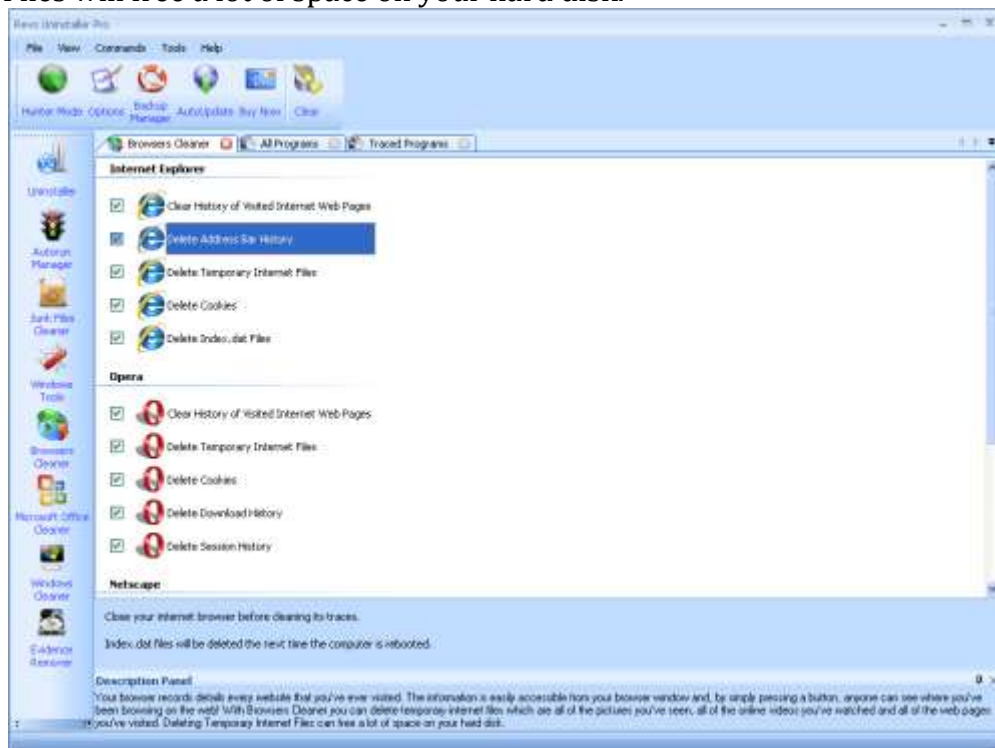 Files will free a lot of space on your hard disk.
Revo Uninstaller Pro
File View Commands Tools Help
Hunter Mode Options Backup Manager AutoUpdate Buy Now Clear
Browsers Cleaner All Programs Traced Programs
Uninstaller
Autorun
Manager
Junk Files
Cleaner
Windows
Tools
Browsers
Cleaner
Microsoft Office
Cleaner
Windows
Cleaner
Evidence
Remover
Internet Explorer
Clear History of Visited Internet Web Pages
Delete Address Bar History
Delete Temporary Internet Files
Delete Cookies
Delete Index.dat Files
Opera
Clear History of Visited Internet Web Pages
Delete Temporary Internet Files
Delete Cookies
Delete Download History
Delete Session History
Netscape
Close your internet browser before cleaning its traces.
Index.dat files will be deleted the next time the computer is rebooted.
Description Panel
Your browser records details every website that you've ever visited. The information is easily accessible from your browser window and, by simply pressing a button, anyone can see where you've
been browsing on the web! With Browsers Cleaner you can delete temporary internet files which are all of the pictures you've seen, all of the online videos you've watched and all of the web pages
you've visited. Deleting Temporary Internet Files can free a lot of space on your hard disk.